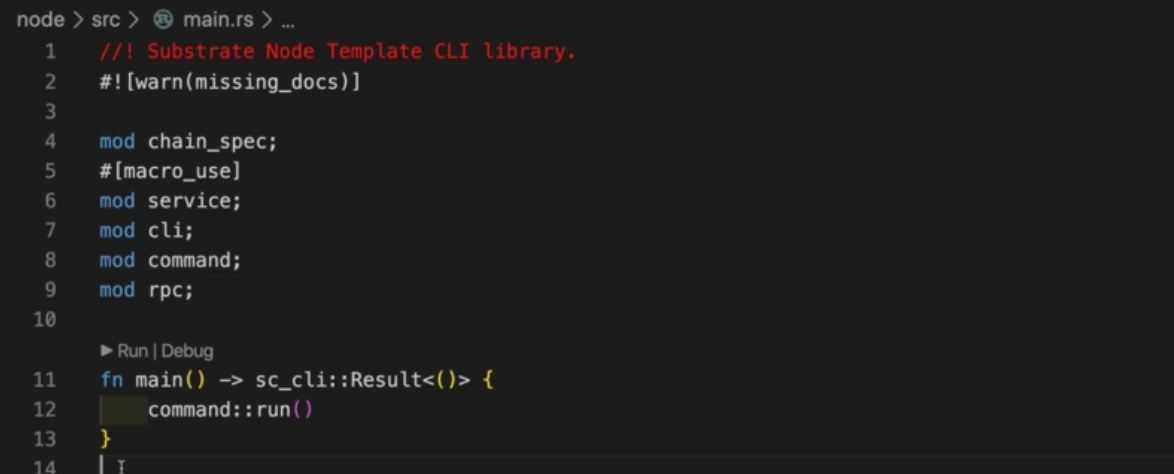 node > src > main.rs > ...
1 //! Substrate Node Template CLI library.
2 #![warn(missing_docs)]
3
4 mod chain_spec;
5 #[macro_use]
6 mod service;
7 mod cli;
8 mod command;
9 mod rpc;
10
▶ Run | Debug
11 fn main() -> sc_cli::Result<()> {
12     command::run()
13 }
14